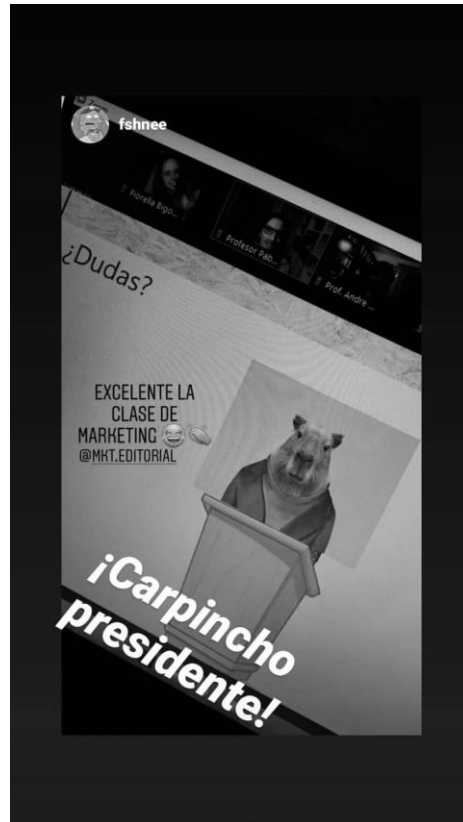 fshnee
Fiorella Bigo...
Profesor Pab...
Prof. Andre ...
¿Dudas?
EXCELENTE LA
CLASE DE
MARKETING 😂👏
@MKT.EDITORIAL
¡Carpincho
presidente!